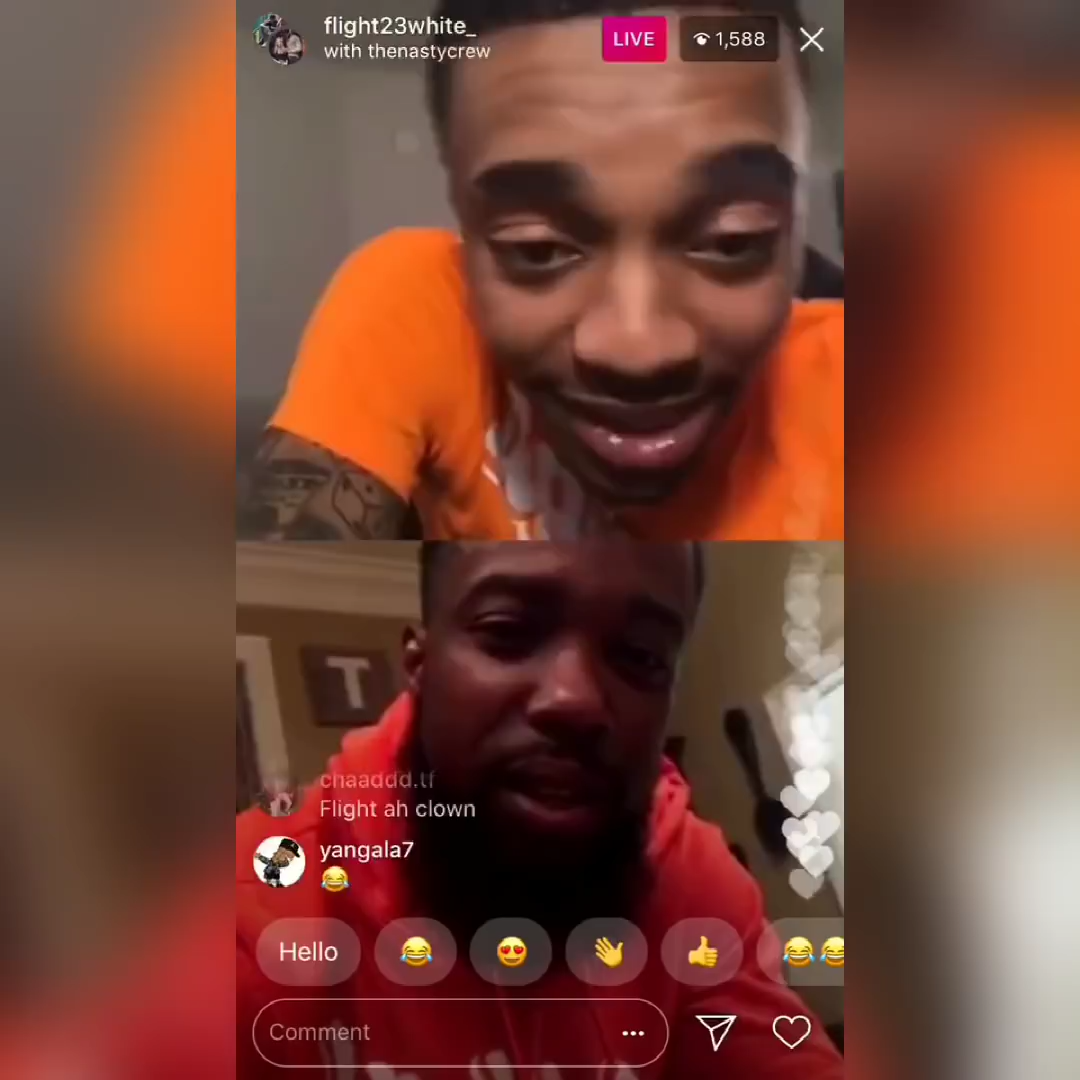 flight23white_
with thenastycrew
LIVE
1,588
T
chaaddd.tf
Flight ah clown
yangala7
😂
Hello
😂
😍
👋
👍
😂😂
Comment